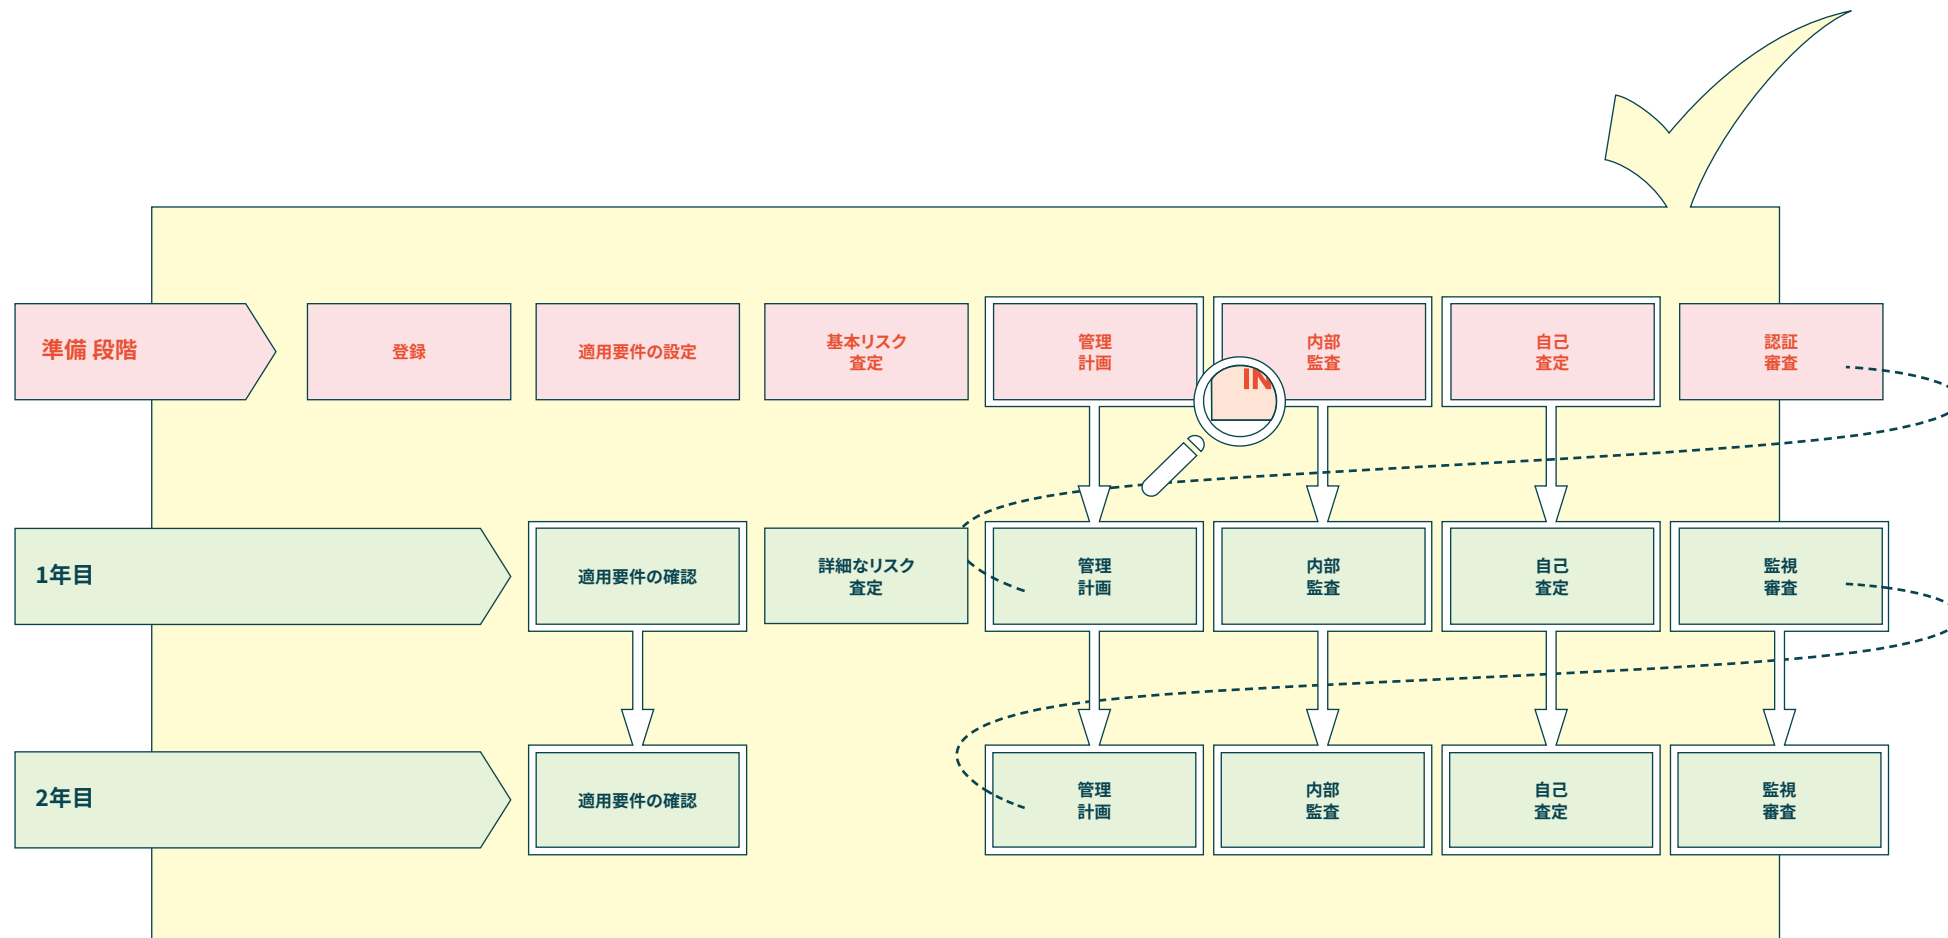 準備 段階
登録
適用要件の設定
基本リスク
査定
管理
計画
内部
監査
自己
査定
認証
審査
IN
1年目
適用要件の確認
詳細なリスク
査定
管理
計画
内部
監査
自己
査定
監視
審査
2年目
適用要件の確認
管理
計画
内部
監査
自己
査定
監視
審査